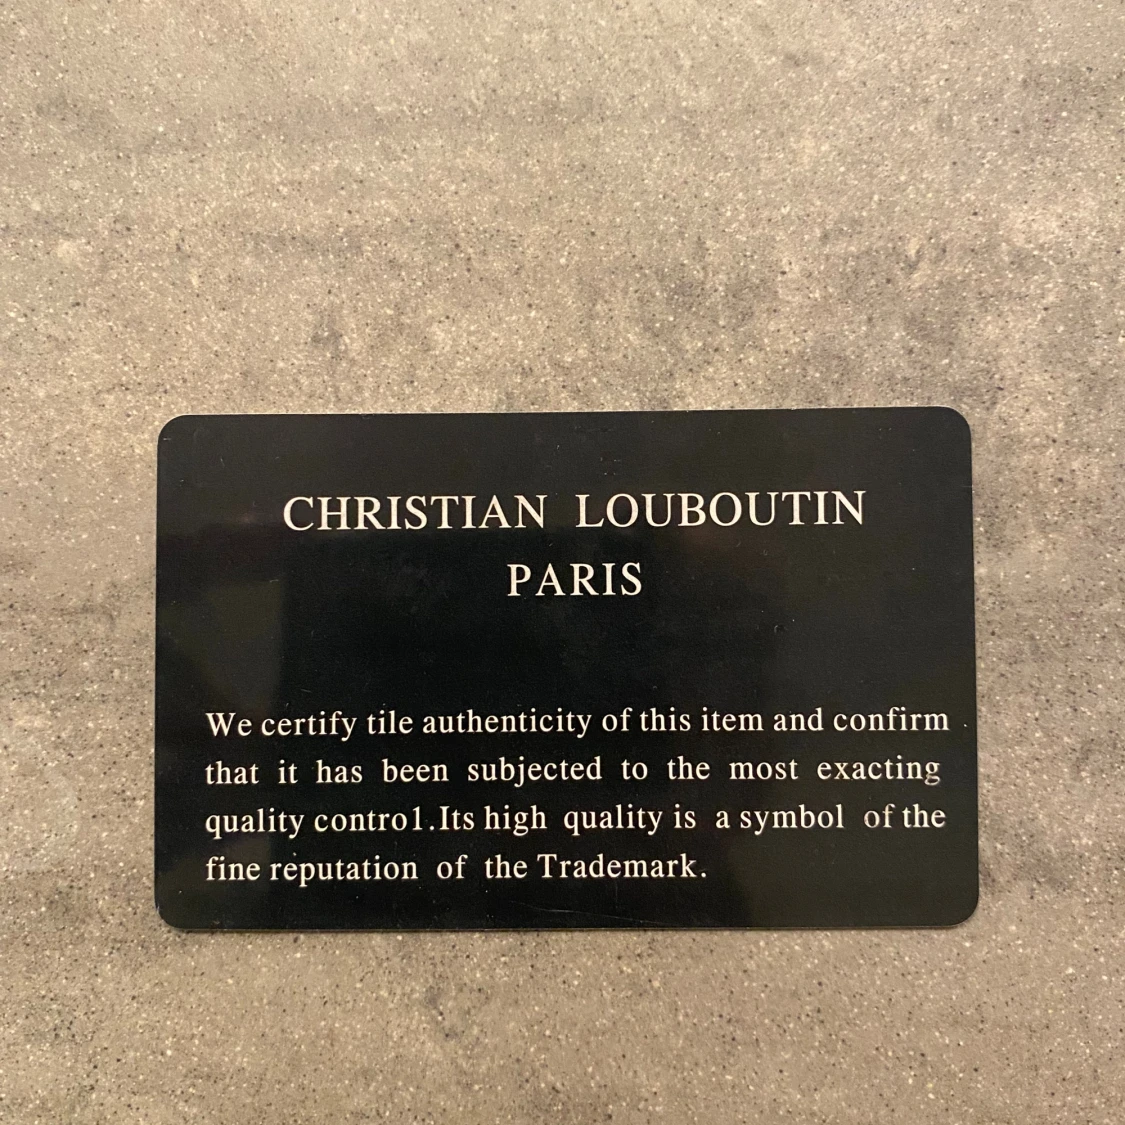 CHRISTIAN LOUBOUTIN
PARIS
We certify tile authenticity of this item and confirm
that it has been subjected to the most exacting
quality contro1.Its high quality is a symbol of the
fine reputation of the Trademark.